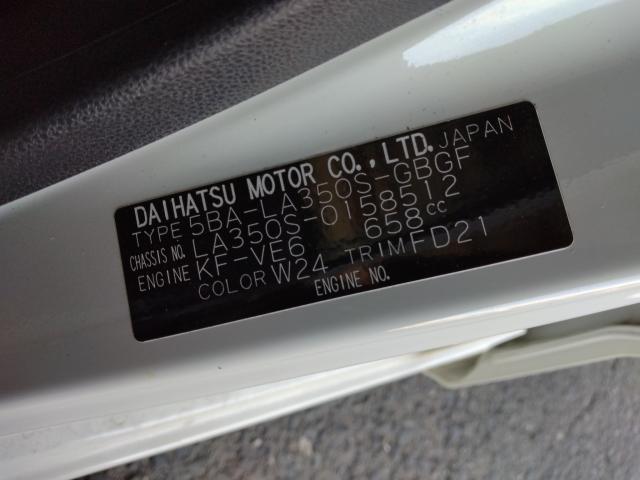 DAIHATSU MOTOR CO.,LTD. JAPAN
TYPE 5BA-LA350S-GBGF
CHASSIS NO. LA350S-0158512
ENGINE KF-VE6 658cc
COLOR W24 TRIM FD21
ENGINE NO.